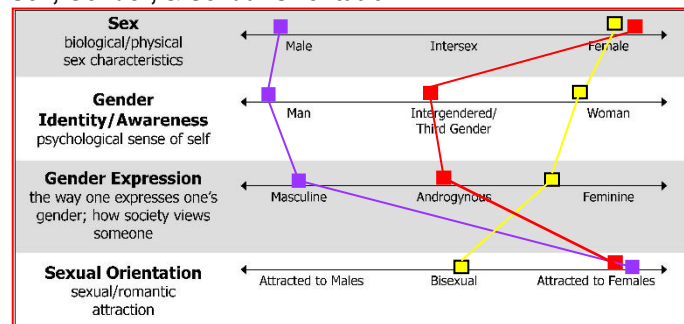 Sex
biological/physical
sex characteristics
Male Intersex Female
Gender
Identity/Awareness
psychological sense of self
Man Intergendered/ Woman
Third Gender
Gender Expression
the way one expresses one's
gender; how society views
someone
Masculine Androgynous Feminine
Sexual Orientation
sexual/romantic
attraction
Attracted to Males Bisexual Attracted to Females